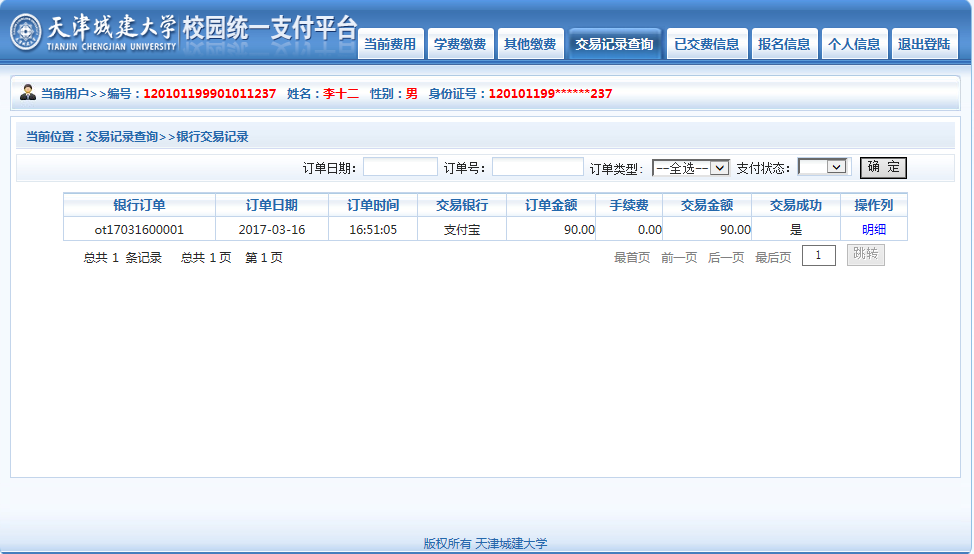 天津城建大学 校园统一支付平台
TIANJIN CHENGJIAN UNIVERSITY
当前费用 学费缴费 其他缴费 交易记录查询 已交费信息 报名信息 个人信息 退出登陆
当前用户>>编号：120101199901011237 姓名：李十二 性别：男 身份证号：120101199******237
当前位置：交易记录查询>>银行交易记录
订单日期： 订单号： 订单类型： --全选-- 支付状态： 确 定
银行订单 订单日期 订单时间 交易银行 订单金额 手续费 交易金额 交易成功 操作列
ot17031600001 2017-03-16 16:51:05 支付宝 90.00 0.00 90.00 是 明细
总共 1 条记录 总共 1 页 第 1 页 最首页 前一页 后一页 最后页 1 跳转
版权所有 天津城建大学